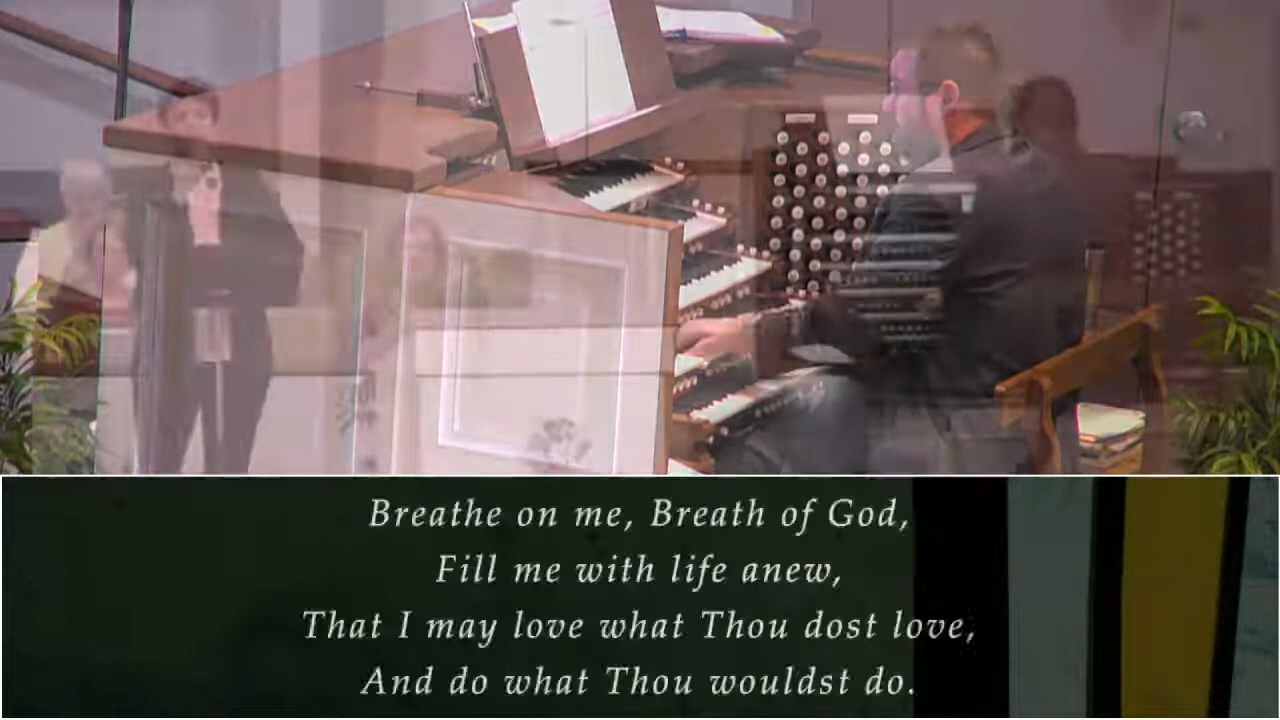 Breathe on me, Breath of God,
Fill me with life anew,
That I may love what Thou dost love,
And do what Thou wouldst do.